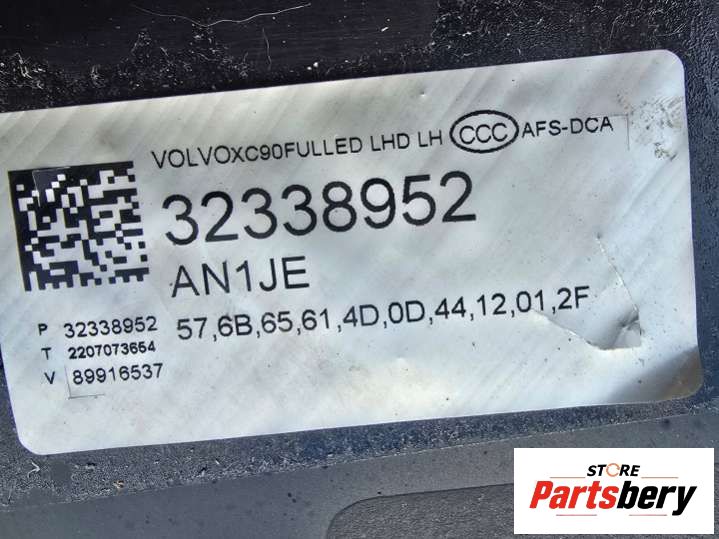 VOLVOXC90FULLED LHD LH CCC AFS-DCA
32338952
AN1JE
57,6B,65,61,4D,0D,44,12,01,2F
P 32338952
T 2207073654
V 89916537
STORE
Partsbery